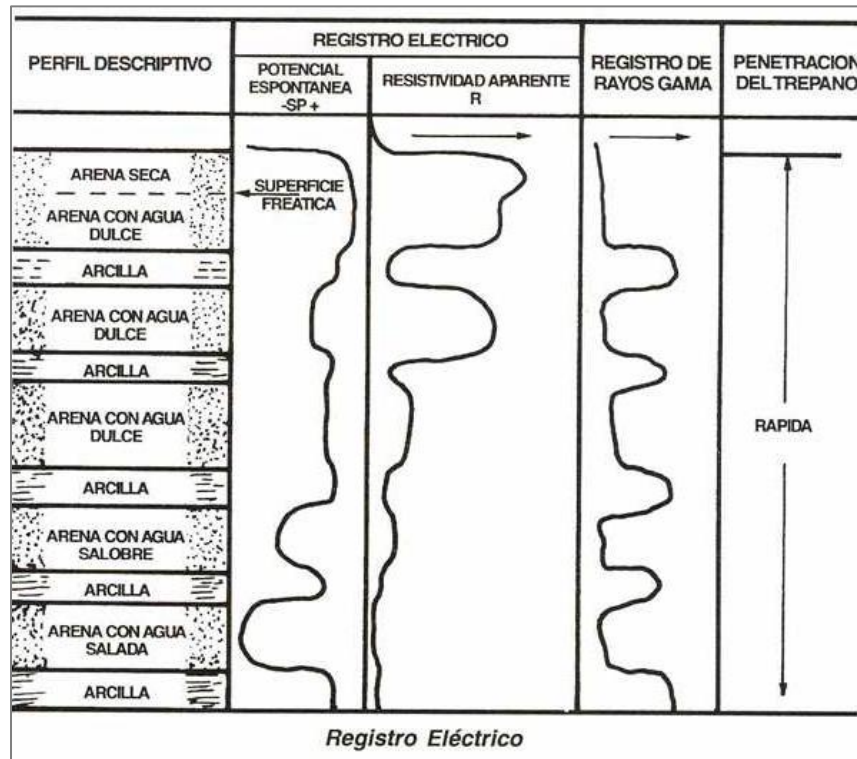 PERFIL DESCRIPTIVO
REGISTRO ELECTRICO
POTENCIAL
ESPONTANEA
-SP +
RESISTIVIDAD APARENTE
R
REGISTRO DE
RAYOS GAMA
PENETRACION
DEL TREPANO
ARENA SECA
SUPERFICIE
FREÁTICA
ARENA CON AGUA
DULCE
ARCILLA
ARENA CON AGUA
DULCE
ARCILLA
ARENA CON AGUA
DULCE
RAPIDA
ARCILLA
ARENA CON AGUA
SALOBRE
ARCILLA
ARENA CON AGUA
SALADA
ARCILLA
Registro Eléctrico